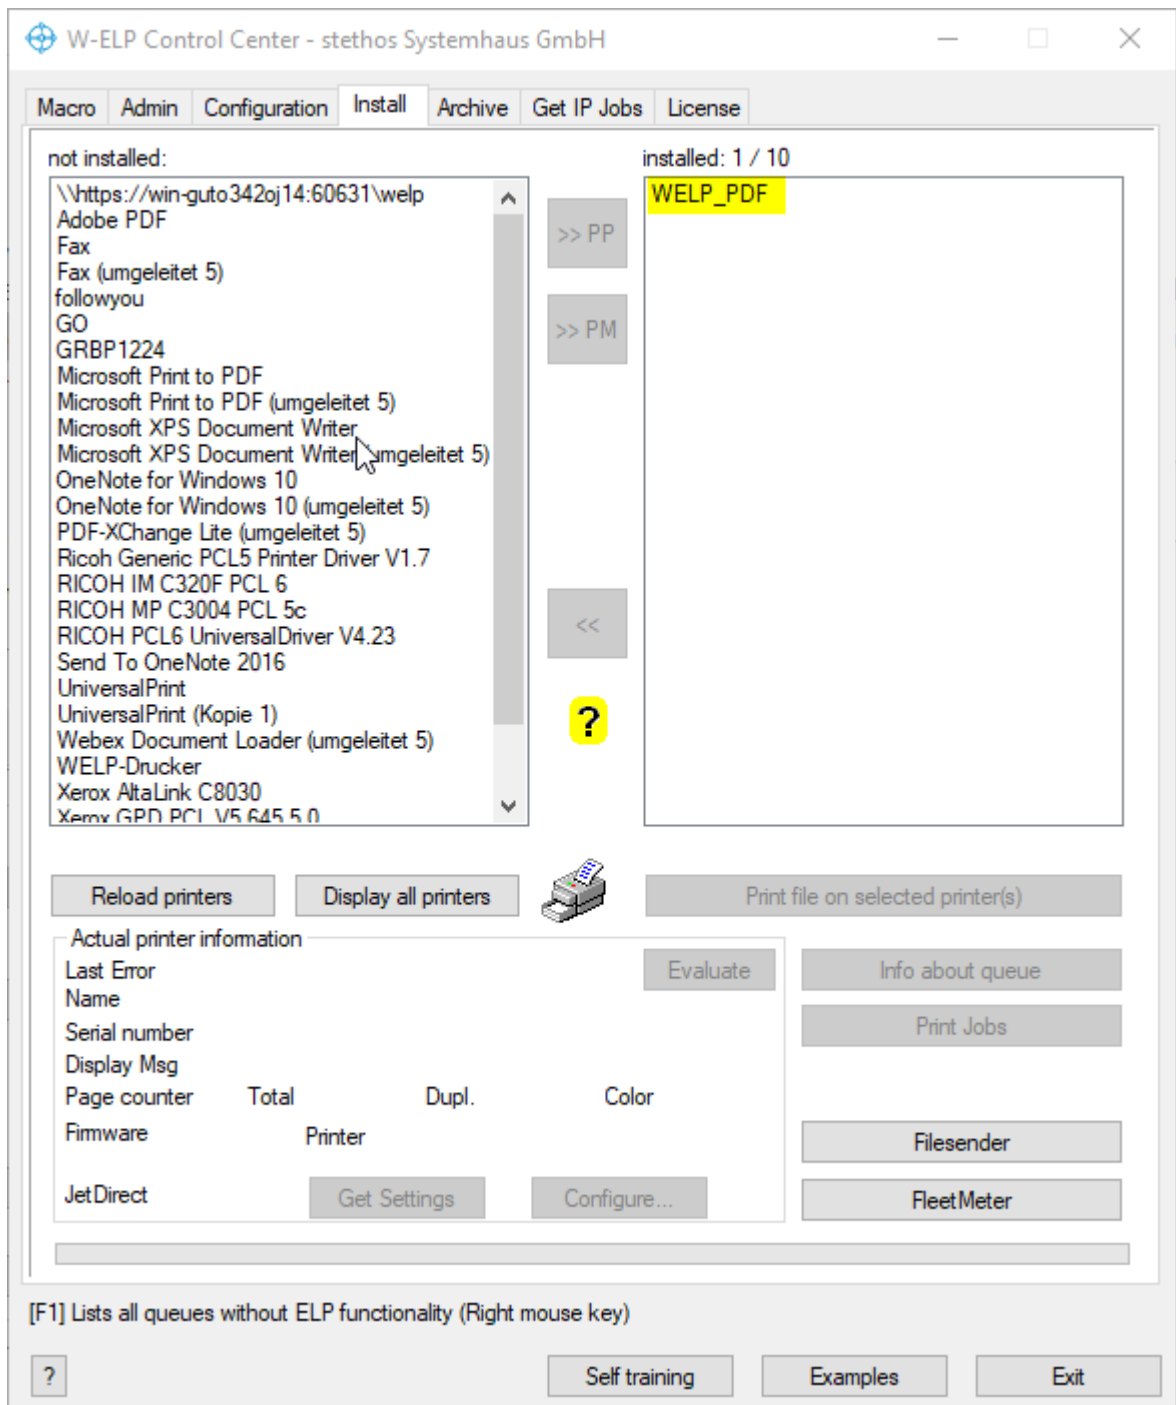 W-ELP Control Center - stethos Systemhaus GmbH
Macro Admin Configuration Install Archive Get IP Jobs License
not installed:
installed: 1 / 10
\\https://win-guto342oj14:60631\welp
Adobe PDF
Fax
Fax (umgeleitet 5)
followyou
GO
GRBP1224
Microsoft Print to PDF
Microsoft Print to PDF (umgeleitet 5)
Microsoft XPS Document Writer
Microsoft XPS Document Writer (umgeleitet 5)
OneNote for Windows 10
OneNote for Windows 10 (umgeleitet 5)
PDF-XChange Lite (umgeleitet 5)
Ricoh Generic PCL5 Printer Driver V1.7
RICOH IM C320F PCL 6
RICOH MP C3004 PCL 5c
RICOH PCL6 UniversalDriver V4.23
Send To OneNote 2016
UniversalPrint
UniversalPrint (Kopie 1)
Webex Document Loader (umgeleitet 5)
WELP-Drucker
Xerox AltaLink C8030
Xerox GPD PCL V5.645.5.0
>> PP
>> PM
<<
?
WELP_PDF
Reload printers
Display all printers
Print file on selected printer(s)
Actual printer information
Last Error
Evaluate
Info about queue
Name
Serial number
Print Jobs
Display Msg
Page counter Total Dupl. Color
Firmware Printer
Filesender
JetDirect
Get Settings
Configure...
FleetMeter
[F1] Lists all queues without ELP functionality (Right mouse key)
?
Self training
Examples
Exit